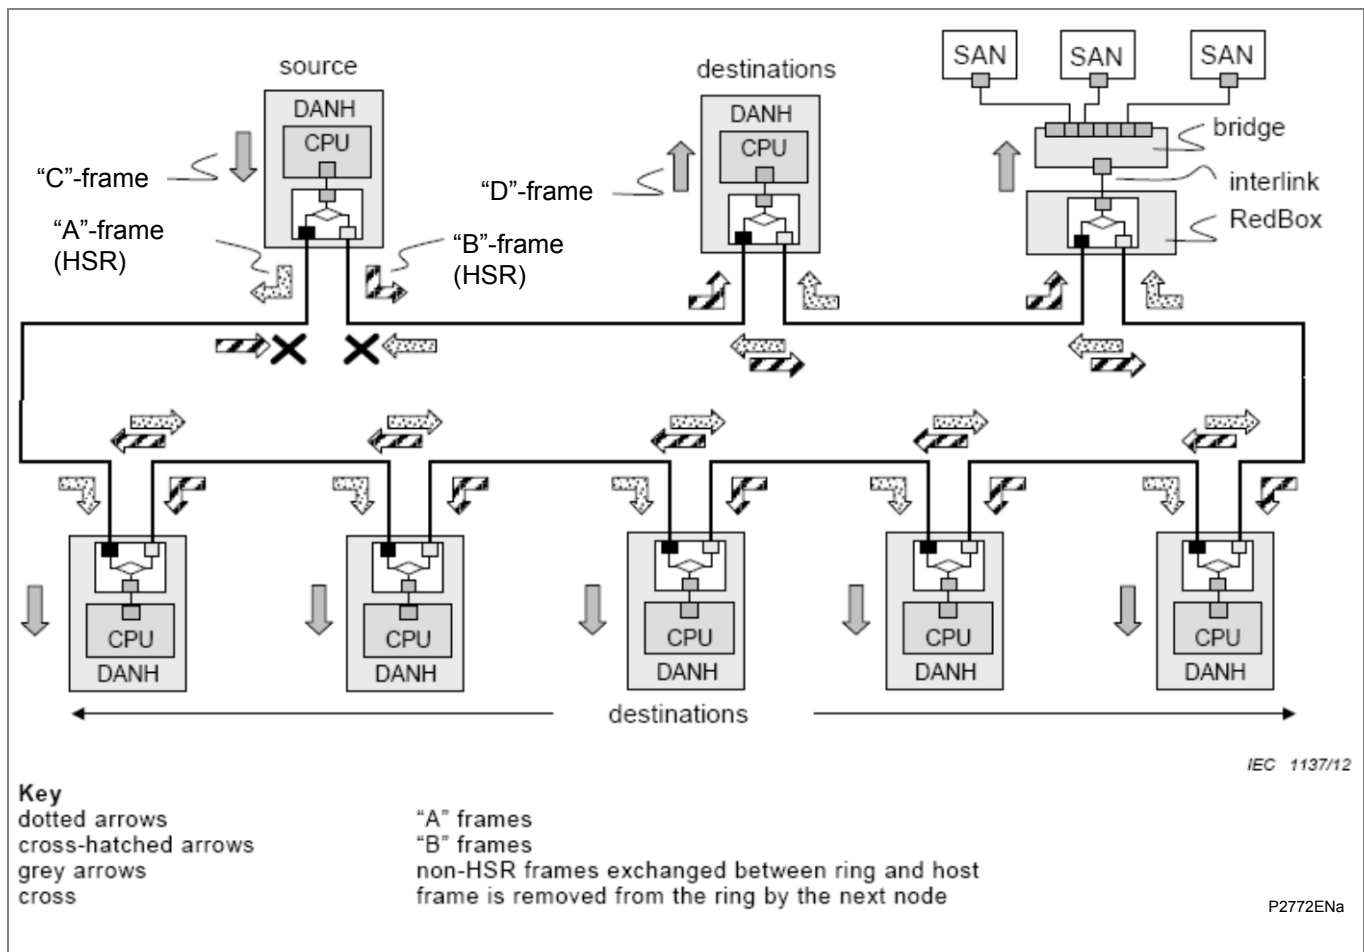 source
destinations
SAN
SAN
SAN
DANH
CPU
DANH
CPU
bridge
interlink
RedBox
“C”-frame
“A”-frame
(HSR)
“B”-frame
(HSR)
“D”-frame
CPU
DANH
CPU
DANH
CPU
DANH
CPU
DANH
CPU
DANH
destinations
IEC 1137/12
Key
dotted arrows “A” frames
cross-hatched arrows “B” frames
grey arrows non-HSR frames exchanged between ring and host
cross frame is removed from the ring by the next node
P2772ENa